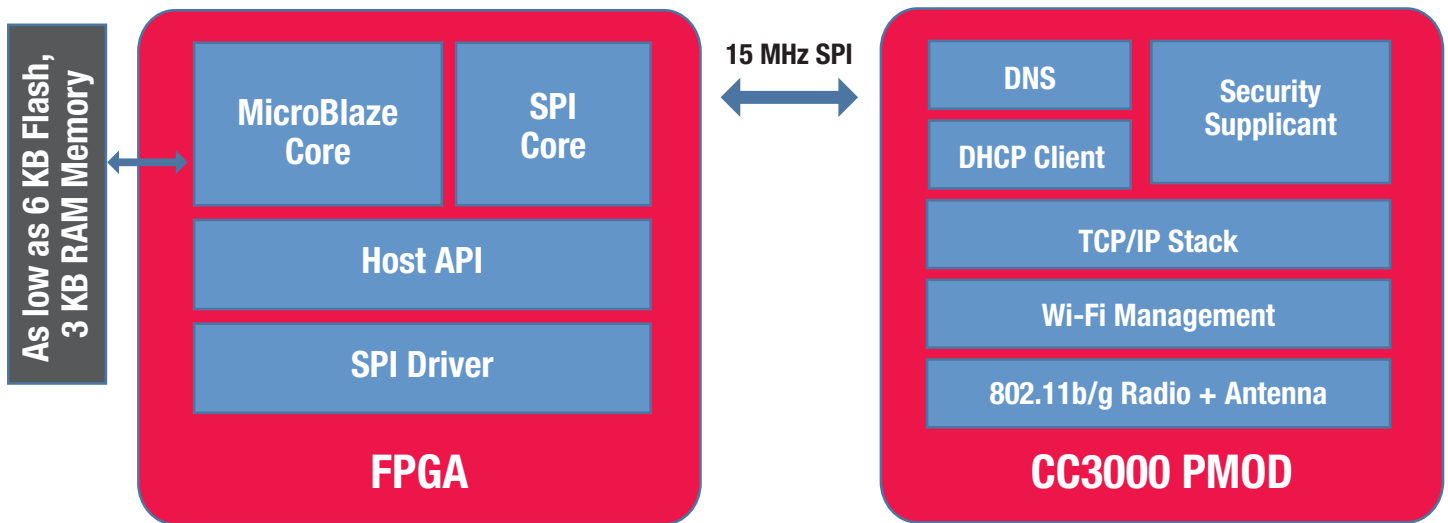 As low as 6 KB Flash,
3 KB RAM Memory
MicroBlaze
Core
SPI
Core
Host API
SPI Driver
FPGA
15 MHz SPI
DNS
DHCP Client
Security
Supplicant
TCP/IP Stack
Wi-Fi Management
802.11b/g Radio + Antenna
CC3000 PMOD